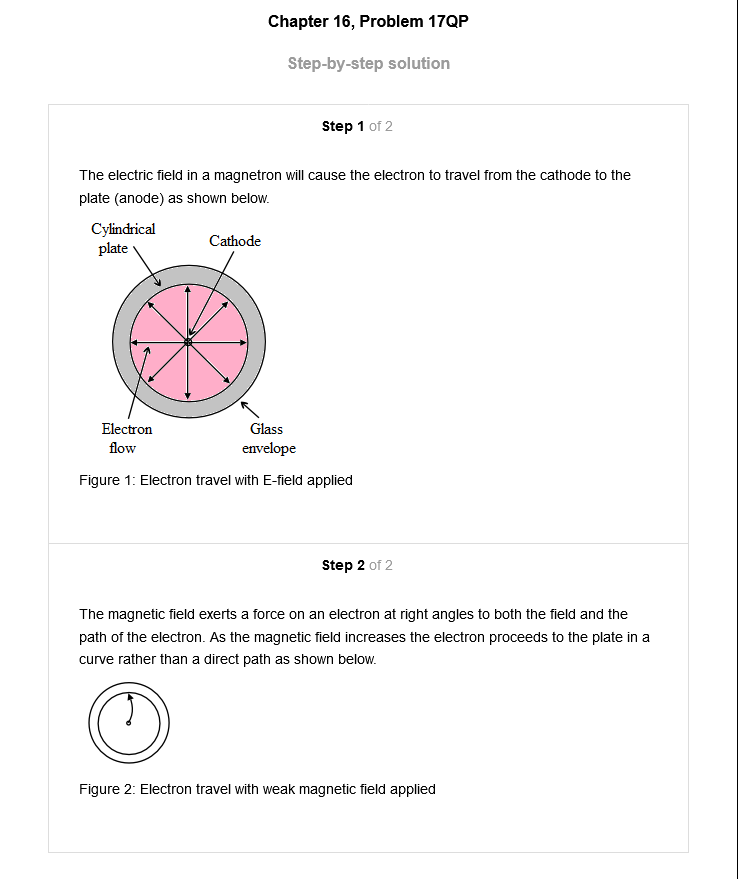 Chapter 16, Problem 17QP
Step-by-step solution
Step 1 of 2
The electric field in a magnetron will cause the electron to travel from the cathode to the
plate (anode) as shown below.
Cylindrical
plate
Cathode
Electron
flow
Glass
envelope
Figure 1: Electron travel with E-field applied
Step 2 of 2
The magnetic field exerts a force on an electron at right angles to both the field and the
path of the electron. As the magnetic field increases the electron proceeds to the plate in a
curve rather than a direct path as shown below.
Figure 2: Electron travel with weak magnetic field applied